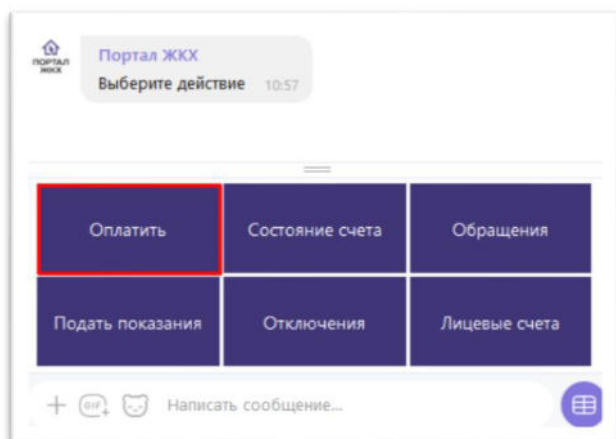 ПОРТАЛ
ЖКХ
Портал ЖКХ
Выберите действие 10:57
Оплатить
Состояние счета
Обращения
Подать показания
Отключения
Лицевые счета
GIF
Написать сообщение...